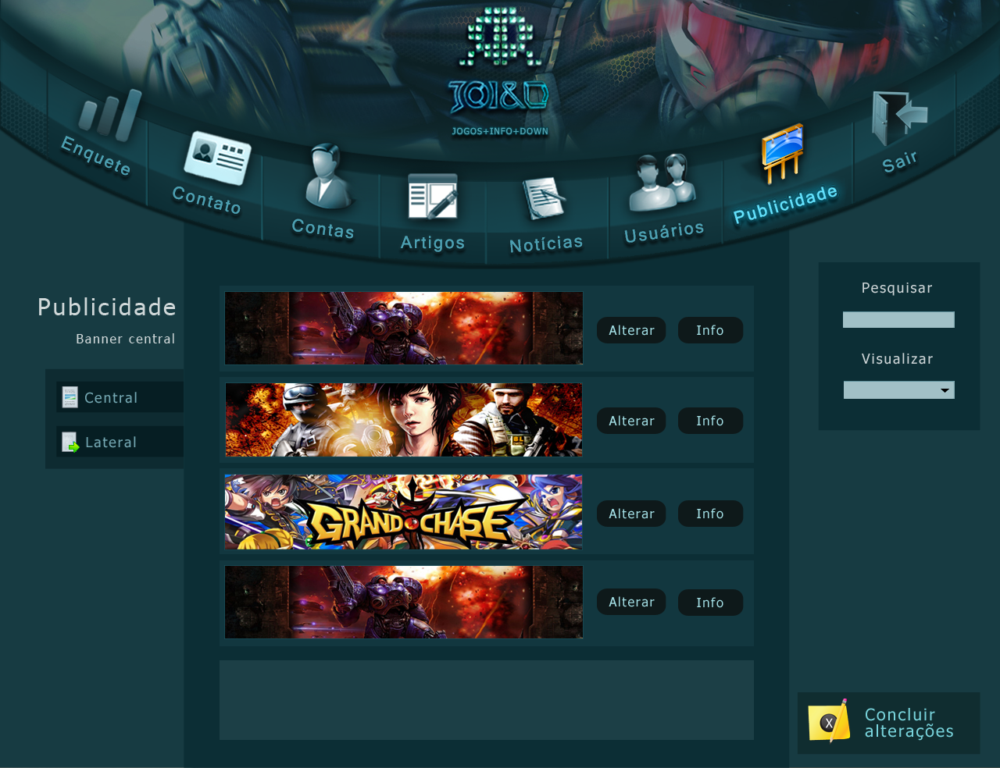 JOI&D
JOGOS+INFO+DOWN
Enquete
Contato
Contas
Artigos
Notícias
Usuários
Publicidade
Sair
Publicidade
Banner central
Central
Lateral
Alterar
Info
Alterar
Info
GRAND CHASE
Alterar
Info
Alterar
Info
Pesquisar
Visualizar
X
Concluir
alterações